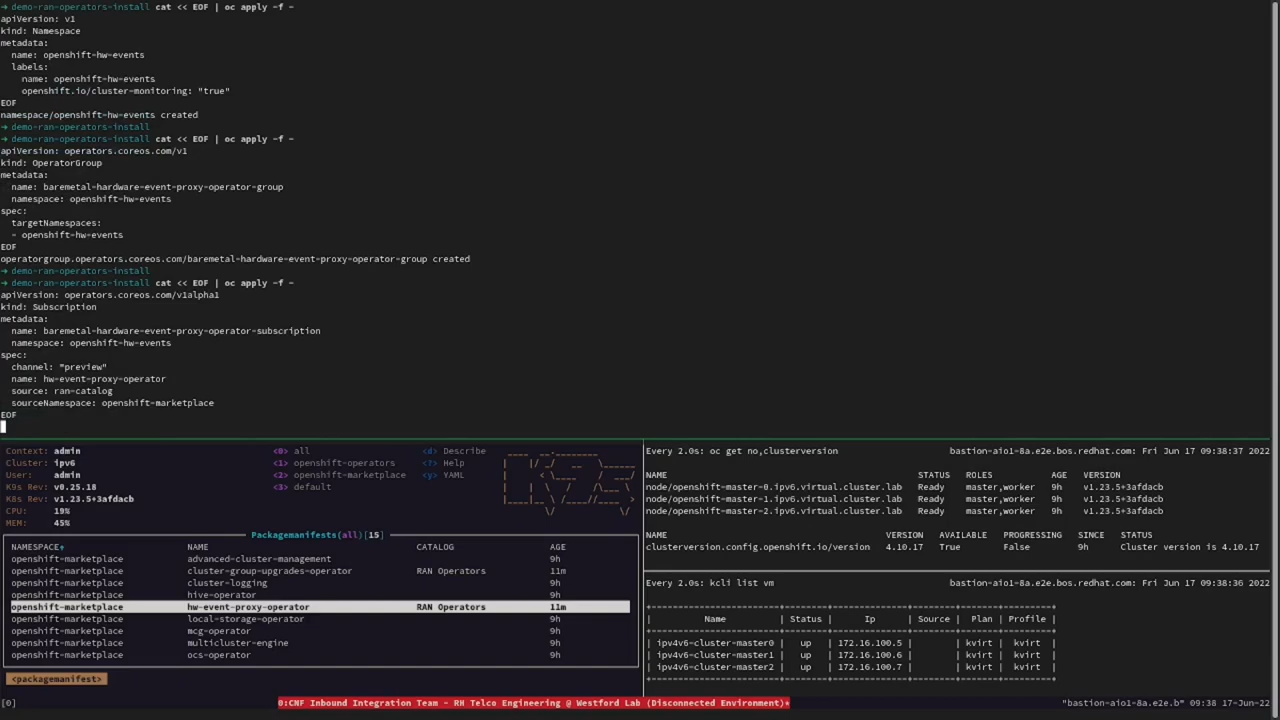 ➜ demo-ran-operators-install cat << EOF | oc apply -f -
apiVersion: v1
kind: Namespace
metadata:
  name: openshift-hw-events
  labels:
    name: openshift-hw-events
    openshift.io/cluster-monitoring: "true"
EOF
namespace/openshift-hw-events created
➜ demo-ran-operators-install
➜ demo-ran-operators-install cat << EOF | oc apply -f -
apiVersion: operators.coreos.com/v1
kind: OperatorGroup
metadata:
  name: baremetal-hardware-event-proxy-operator-group
  namespace: openshift-hw-events
spec:
  targetNamespaces:
  - openshift-hw-events
EOF
operatorgroup.operators.coreos.com/baremetal-hardware-event-proxy-operator-group created
➜ demo-ran-operators-install
➜ demo-ran-operators-install cat << EOF | oc apply -f -
apiVersion: operators.coreos.com/v1alpha1
kind: Subscription
metadata:
  name: baremetal-hardware-event-proxy-operator-subscription
  namespace: openshift-hw-events
spec:
  channel: "preview"
  name: hw-event-proxy-operator
  source: ran-catalog
  sourceNamespace: openshift-marketplace
EOF
Context: admin <0> all <d> Describe
Cluster: ipv6 <1> openshift-operators <?> Help
User: admin <2> openshift-marketplace <y> YAML
K9s Rev: v0.25.18 <3> default
K8s Rev: v1.23.5+3afdacb
CPU: 19%
MEM: 45%
Packagemanifests(all)[15]
NAMESPACE↑ NAME CATALOG AGE
openshift-marketplace advanced-cluster-management 9h
openshift-marketplace cluster-group-upgrades-operator RAN Operators 11m
openshift-marketplace cluster-logging 9h
openshift-marketplace hive-operator 9h
openshift-marketplace hw-event-proxy-operator RAN Operators 11m
openshift-marketplace local-storage-operator 9h
openshift-marketplace mcg-operator 9h
openshift-marketplace multicluster-engine 9h
openshift-marketplace ocs-operator 9h
<packagemanifest>
Every 2.0s: oc get no,clusterversion bastion-aio1-8a.e2e.bos.redhat.com: Fri Jun 17 09:38:37 2022
NAME STATUS ROLES AGE VERSION
node/openshift-master-0.ipv6.virtual.cluster.lab Ready master,worker 9h v1.23.5+3afdacb
node/openshift-master-1.ipv6.virtual.cluster.lab Ready master,worker 9h v1.23.5+3afdacb
node/openshift-master-2.ipv6.virtual.cluster.lab Ready master,worker 9h v1.23.5+3afdacb
NAME VERSION AVAILABLE PROGRESSING SINCE STATUS
clusterversion.config.openshift.io/version 4.10.17 True False 9h Cluster version is 4.10.17
Every 2.0s: kcli list vm bastion-aio1-8a.e2e.bos.redhat.com: Fri Jun 17 09:38:36 2022
| Name | Status | Ip | Source | Plan | Profile |
| ipv4v6-cluster-master0 | up | 172.16.100.5 | | kvirt | kvirt |
| ipv4v6-cluster-master1 | up | 172.16.100.6 | | kvirt | kvirt |
| ipv4v6-cluster-master2 | up | 172.16.100.7 | | kvirt | kvirt |
[0] 0:CNF Inbound Integration Team - RH Telco Engineering @ Westford Lab (Disconnected Environment)* "bastion-aio1-8a.e2e.b" 09:38 17-Jun-22